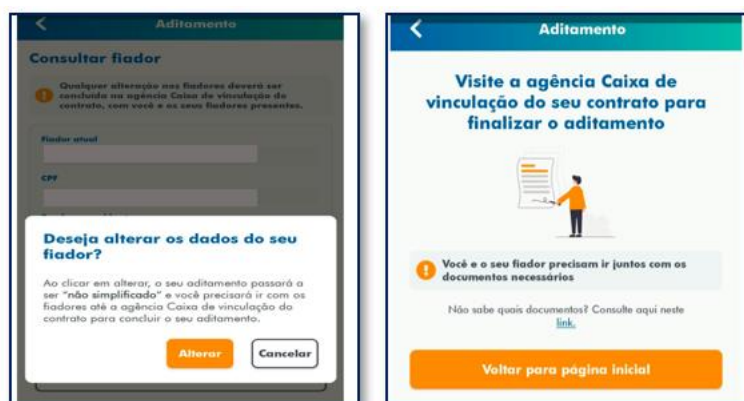 Aditamento
Consultar fiador
Qualquer alteração nos fiadores deverá ser
concluída na agência Caixa de vinculação do
contrato, com você e os seus fiadores presentes.
Fiador atual
CPF
Deseja alterar os dados do seu
fiador?
Ao clicar em alterar, o seu aditamento passará a
ser "não simplificado" e você precisará ir com os
fiadores até a agência Caixa de vinculação do
contrato para concluir o seu aditamento.
Alterar
Cancelar
Aditamento
Visite a agência Caixa de
vinculação do seu contrato para
finalizar o aditamento
Você e o seu fiador precisam ir juntos com os
documentos necessários
Não sabe quais documentos? Consulte aqui neste
link.
Voltar para página inicial